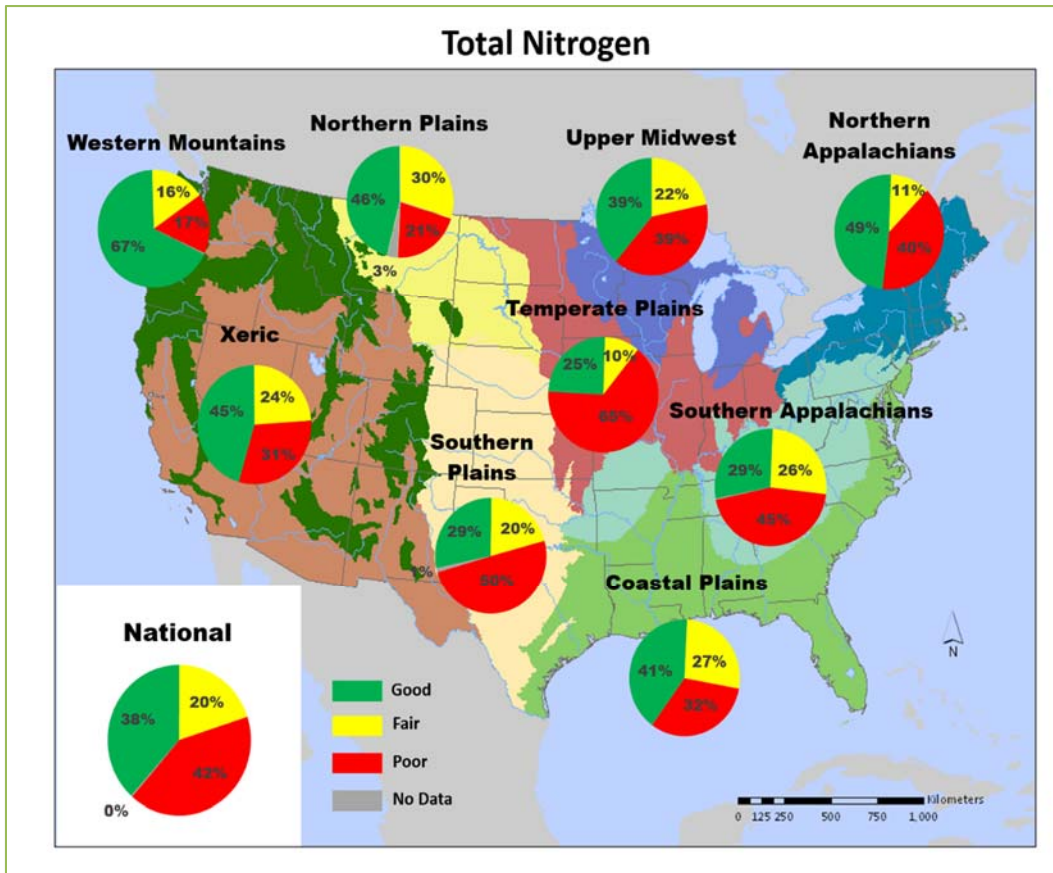 Total Nitrogen
Western Mountains
16%
17%
67%
Northern Plains
46%
30%
21%
3%
Upper Midwest
39%
22%
39%
Northern
Appalachians
11%
49%
40%
Xeric
45%
24%
31%
Temperate Plains
25%
10%
65%
Southern
Plains
29%
20%
50%
Southern Appalachians
29%
26%
45%
Coastal Plains
41%
27%
32%
National
38%
20%
42%
0%
Good
Fair
Poor
No Data
N
Kilometers
0 125 250 500 750 1,000